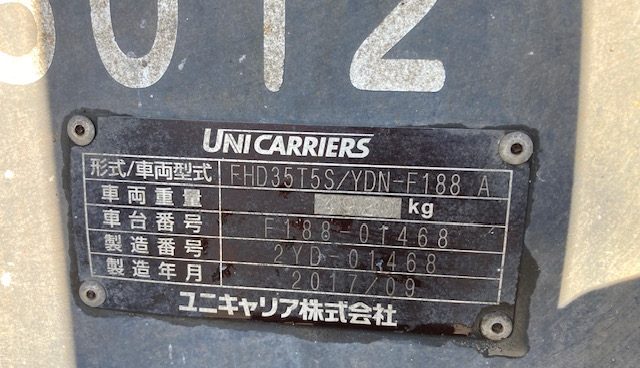 3012
UNICARRIERS
形式/車両型式 FHD35T5S/YDN-F188 A
車両重量 kg
車台番号 F188-01468
製造番号 2YD-01468
製造年月 2017/09
ユニキャリア株式会社